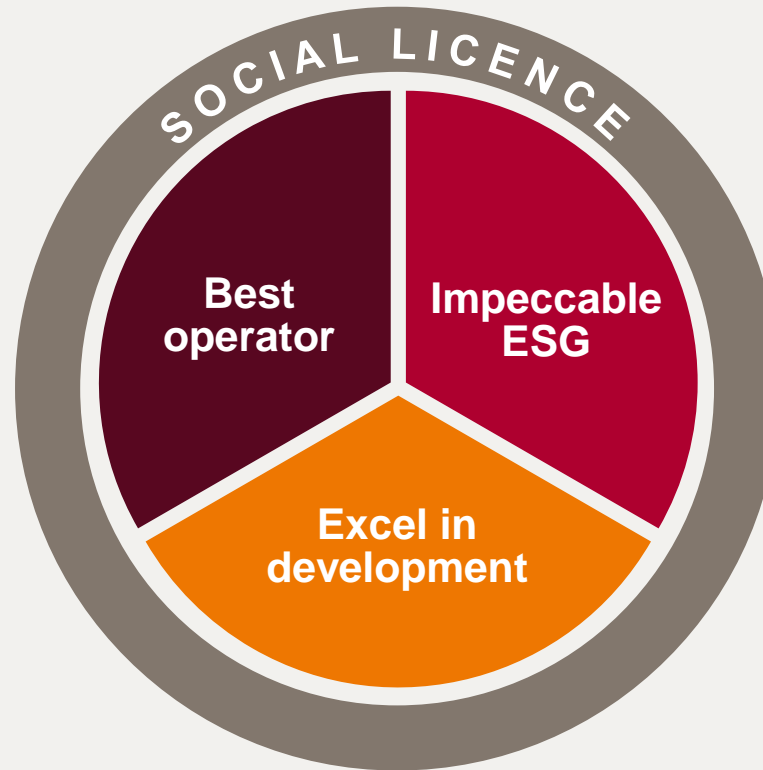 SOCIAL LICENCE
Best
operator
Impeccable
ESG
Excel in
development